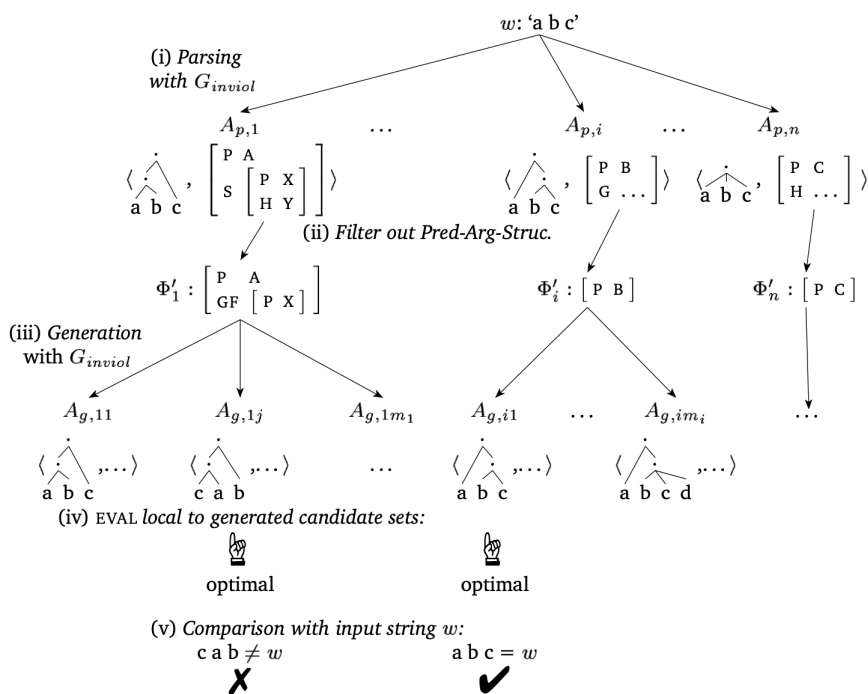 w: ‘a b c’
(i) Parsing
with G_inviol
A_p,1 … A_p,i … A_p,n
⟨ a b c , [ P A S [ P X H Y ] ] ⟩ ⟨ a b c , [ P B G … ] ⟩ ⟨ a b c , [ P C H … ] ⟩
(ii) Filter out Pred-Arg-Struc.
Φ′_1 : [ P A GF [ P X ] ] Φ′_i : [ P B ] Φ′_n : [ P C ]
(iii) Generation
with G_inviol
A_g,11 A_g,1j A_g,1m_1 A_g,i1 … A_g,im_i …
⟨ a b c ,…⟩ ⟨ c a b ,…⟩ … ⟨ a b c ,…⟩ ⟨ a b c d ,…⟩
(iv) EVAL local to generated candidate sets:
optimal optimal
(v) Comparison with input string w:
c a b ≠ w a b c = w
✗ ✔